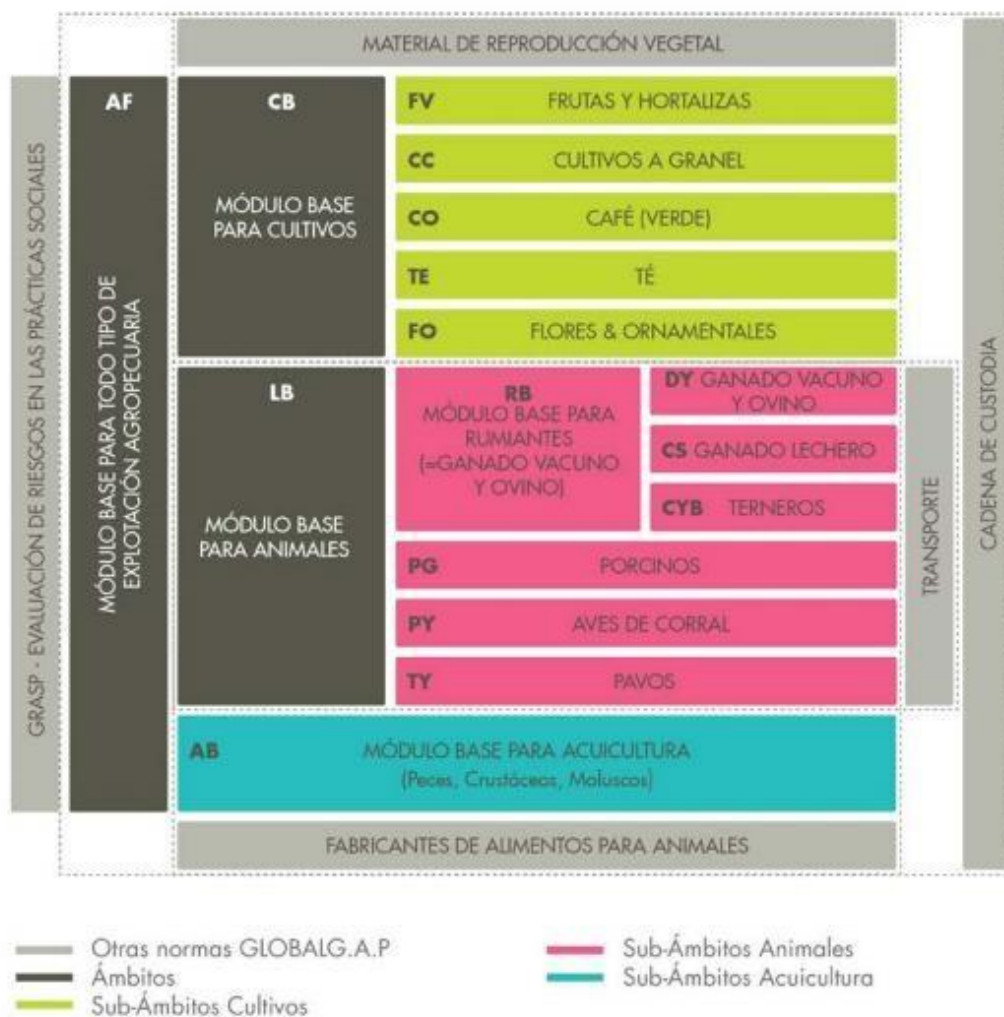 MATERIAL DE REPRODUCCIÓN VEGETAL
GRASP - EVALUACIÓN DE RIESGOS EN LAS PRÁCTICAS SOCIALES
AF
MÓDULO BASE PARA TODO TIPO DE
EXPLOTACIÓN AGROPECUARIA
CB
MÓDULO BASE
PARA CULTIVOS
FV FRUTAS Y HORTALIZAS
CC CULTIVOS A GRANEL
CO CAFÉ (VERDE)
TE TÉ
FO FLORES & ORNAMENTALES
LB
MÓDULO BASE
PARA ANIMALES
RB
MÓDULO BASE PARA
RUMIANTES
(=GANADO VACUNO
Y OVINO)
DY GANADO VACUNO
Y OVINO
CS GANADO LECHERO
CYB TERNEROS
PG PORCINOS
PY AVES DE CORRAL
TY PAVOS
TRANSPORTE
CADENA DE CUSTODIA
AB MÓDULO BASE PARA ACUICULTURA
(Peces, Crustáceos, Moluscos)
FABRICANTES DE ALIMENTOS PARA ANIMALES
Otras normas GLOBALG.A.P
Ámbitos
Sub-Ámbitos Cultivos
Sub-Ámbitos Animales
Sub-Ámbitos Acuicultura